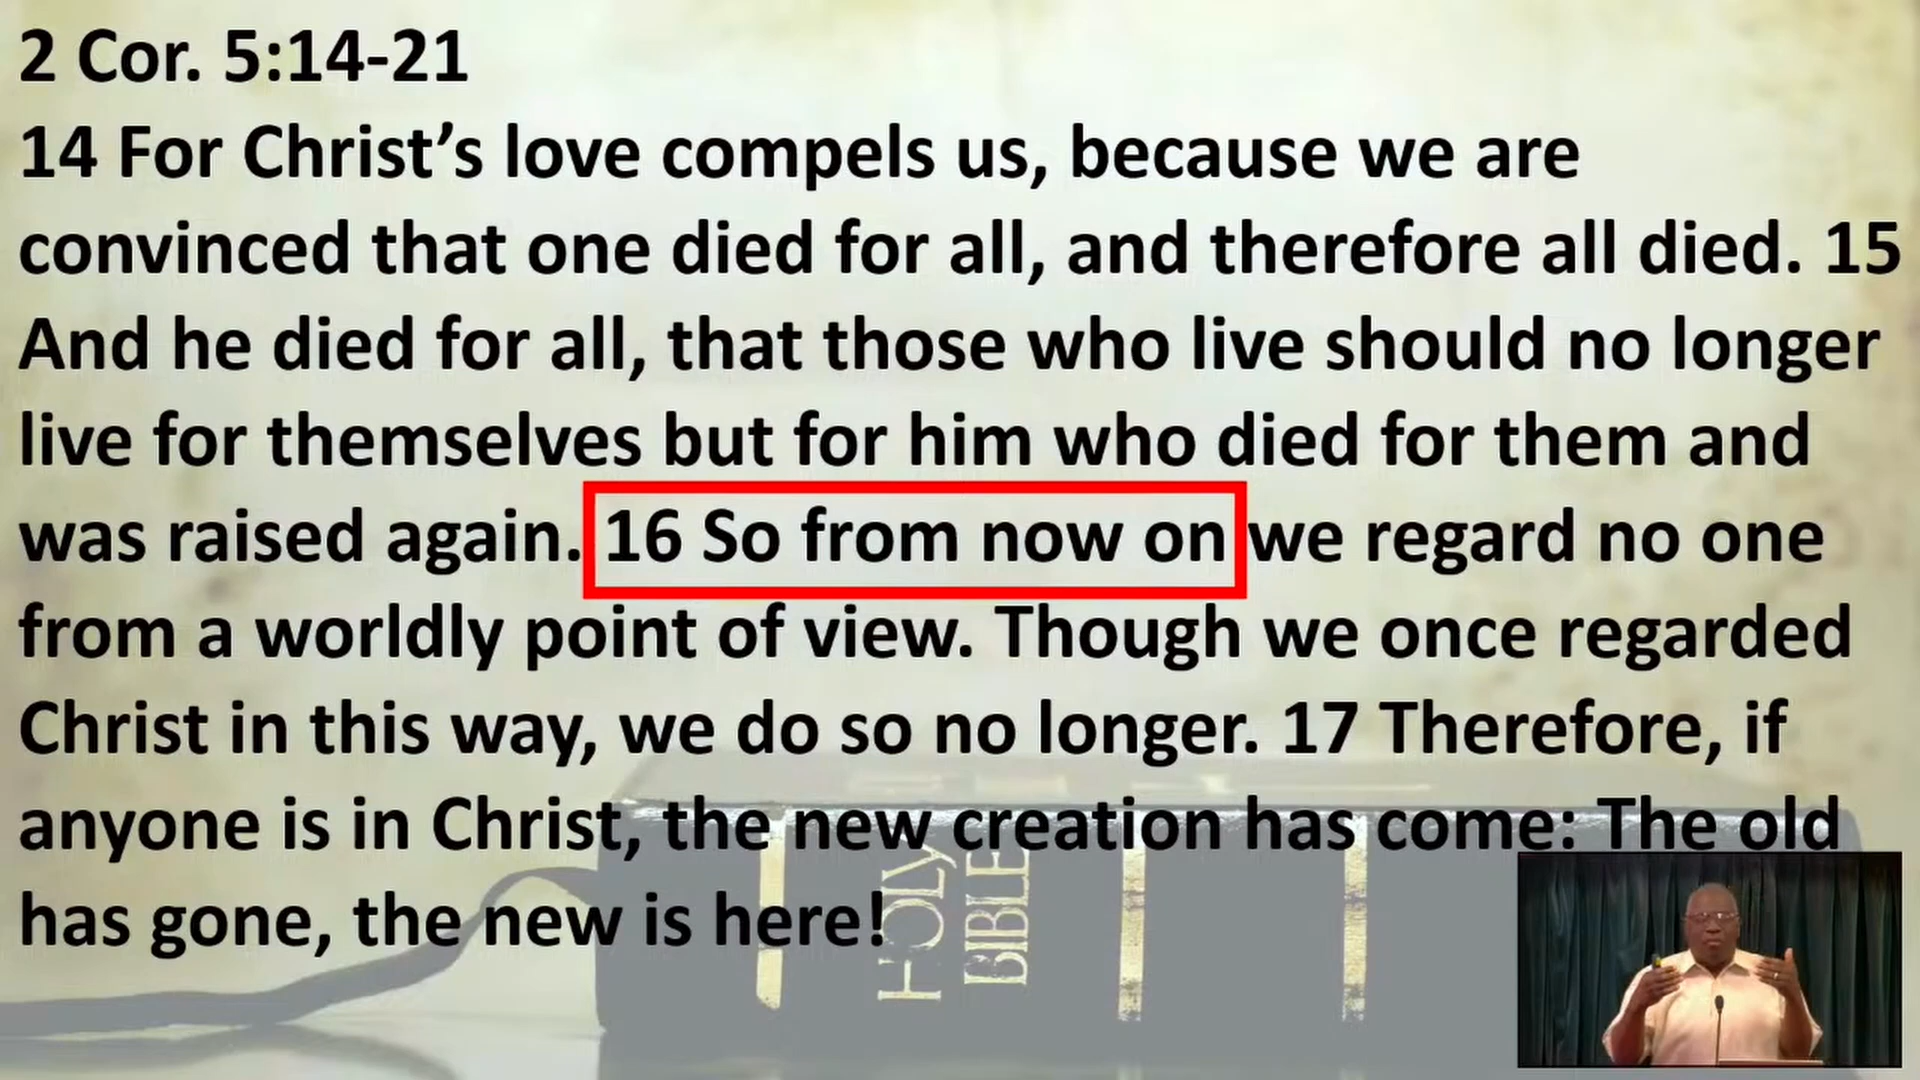 2 Cor. 5:14-21
14 For Christ’s love compels us, because we are
convinced that one died for all, and therefore all died. 15
And he died for all, that those who live should no longer
live for themselves but for him who died for them and
was raised again. 16 So from now on we regard no one
from a worldly point of view. Though we once regarded
Christ in this way, we do so no longer. 17 Therefore, if
anyone is in Christ, the new creation has come: The old
has gone, the new is here!
HOLY
BIBLE